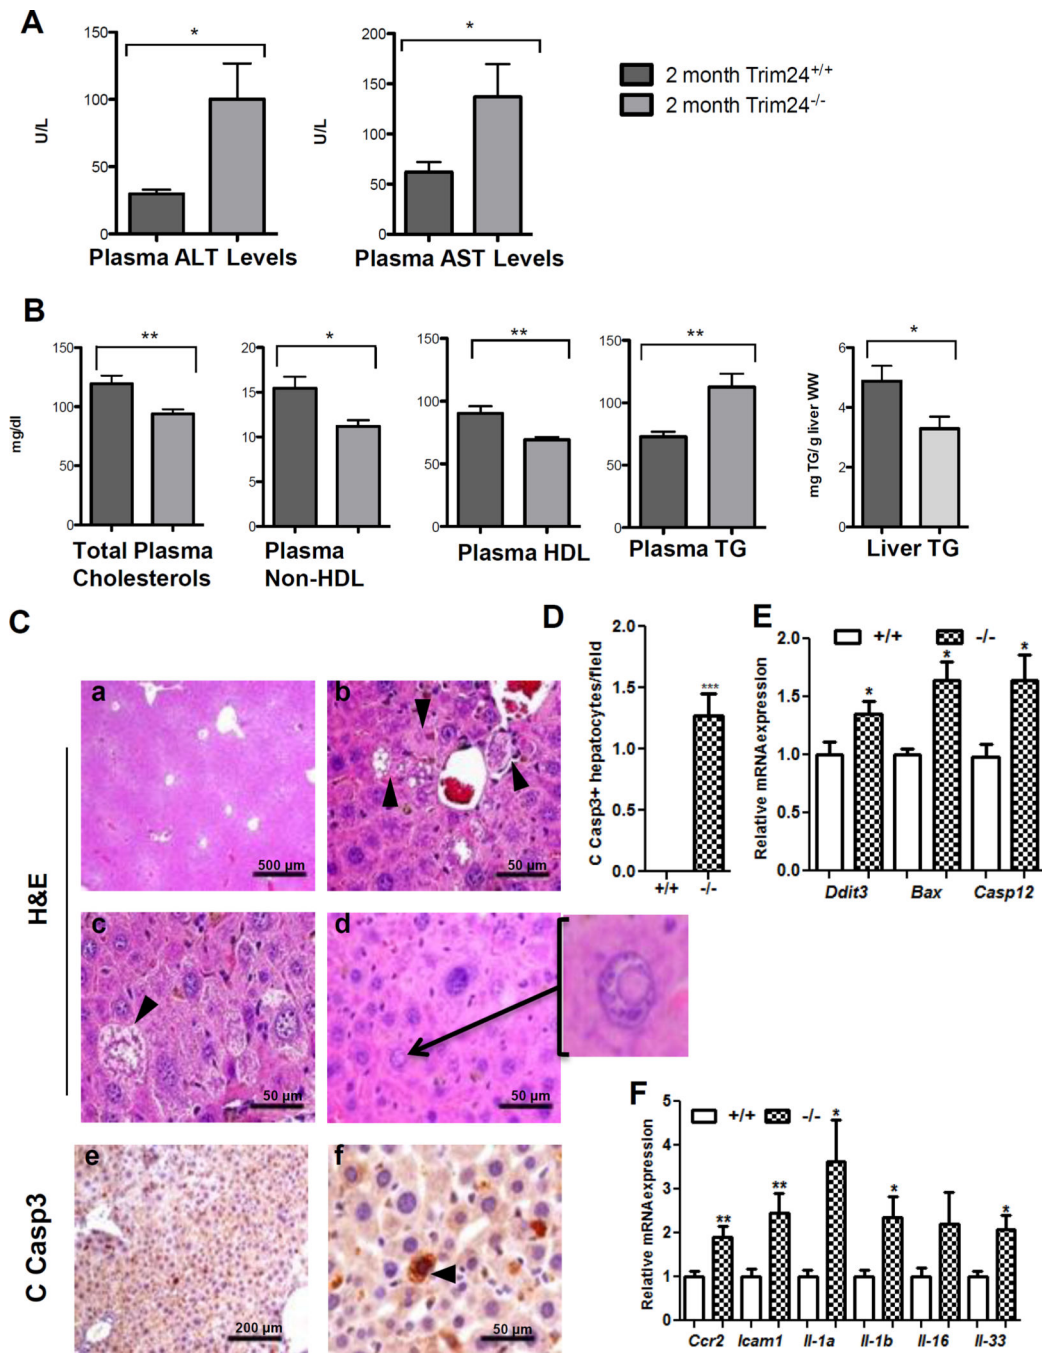 A
150
100
50
0
U/L
*
Plasma ALT Levels
200
150
100
50
0
U/L
*
Plasma AST Levels
2 month Trim24+/+
2 month Trim24-/-
B
150
100
50
0
mg/dl
**
Total Plasma
Cholesterols
20
15
10
5
0
*
Plasma
Non-HDL
150
100
50
0
**
Plasma HDL
150
100
50
0
**
Plasma TG
6
4
2
0
mg TG/ g liver WW
*
Liver TG
C
H&E
a
500 µm
b
50 µm
c
50 µm
d
50 µm
C Casp3
e
200 µm
f
50 µm
D
2.0
1.5
1.0
0.5
0.0
C Casp3+ hepatocytes/field
***
+/+
-/-
E
+/+
-/-
2.0
1.5
1.0
0.5
0.0
Relative mRNA expression
*
*
*
Ddit3
Bax
Casp12
F
+/+
-/-
5
4
3
2
1
0
Relative mRNA expression
**
**
*
*
*
Ccr2
Icam1
Il-1a
Il-1b
Il-16
Il-33